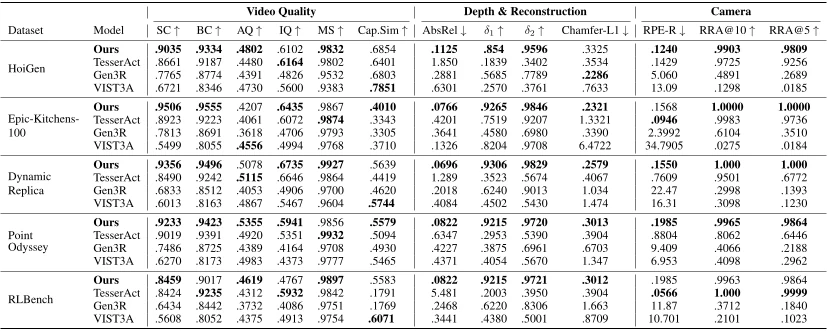 Video Quality Depth & Reconstruction Camera
Dataset Model SC ↑ BC ↑ AQ ↑ IQ ↑ MS ↑ Cap.Sim ↑ AbsRel ↓ δ1 ↑ δ2 ↑ Chamfer-L1 ↓ RPE-R ↓ RRA@10 ↑ RRA@5 ↑
HoiGen
Ours .9035 .9334 .4802 .6102 .9832 .6854 .1125 .854 .9596 .3325 .1240 .9903 .9809
TesserAct .8661 .9187 .4480 .6164 .9802 .6401 1.850 .1839 .3402 .3534 .1429 .9725 .9256
Gen3R .7765 .8774 .4391 .4826 .9532 .6803 .2881 .5685 .7789 .2286 5.060 .4891 .2689
VIST3A .6721 .8346 .4730 .5600 .9383 .7851 .6301 .2570 .3761 .7633 13.09 .1298 .0185
Epic-Kitchens-
100
Ours .9506 .9555 .4207 .6435 .9867 .4010 .0766 .9265 .9846 .2321 .1568 1.0000 1.0000
TesserAct .8923 .9223 .4061 .6072 .9874 .3343 .4201 .7519 .9207 1.3321 .0946 .9983 .9736
Gen3R .7813 .8691 .3618 .4706 .9793 .3305 .3641 .4580 .6980 .3390 2.3992 .6104 .3510
VIST3A .5499 .8055 .4556 .4994 .9768 .3710 .1326 .8204 .9708 6.4722 34.7905 .0275 .0184
Dynamic
Replica
Ours .9356 .9496 .5078 .6735 .9927 .5639 .0696 .9306 .9829 .2579 .1550 1.000 1.000
TesserAct .8490 .9242 .5115 .6646 .9864 .4419 1.289 .3523 .5674 .4067 .7609 .9501 .6772
Gen3R .6833 .8512 .4053 .4906 .9700 .4620 .2018 .6240 .9013 1.034 22.47 .2998 .1393
VIST3A .6013 .8163 .4867 .5467 .9604 .5744 .4084 .4502 .5430 1.474 16.31 .3098 .1230
Point
Odyssey
Ours .9233 .9423 .5355 .5941 .9856 .5579 .0822 .9215 .9720 .3013 .1985 .9965 .9864
TesserAct .9019 .9391 .4920 .5351 .9932 .5094 .6347 .2953 .5390 .3904 .8804 .8062 .6446
Gen3R .7486 .8725 .4389 .4164 .9708 .4930 .4227 .3875 .6961 .6703 9.409 .4066 .2188
VIST3A .6270 .8173 .4983 .4373 .9777 .5465 .4371 .4054 .5670 1.347 6.953 .4098 .2962
RLBench
Ours .8459 .9017 .4619 .4767 .9897 .5583 .0822 .9215 .9721 .3012 .1985 .9963 .9864
TesserAct .8424 .9235 .4312 .5932 .9842 .1791 5.481 .2003 .3950 .3904 .0566 1.000 .9999
Gen3R .6434 .8442 .3732 .4086 .9751 .1769 .2468 .6220 .8306 1.663 11.87 .3712 .1840
VIST3A .5608 .8052 .4375 .4913 .9754 .6071 .3441 .4380 .5001 .8709 10.701 .2101 .1023